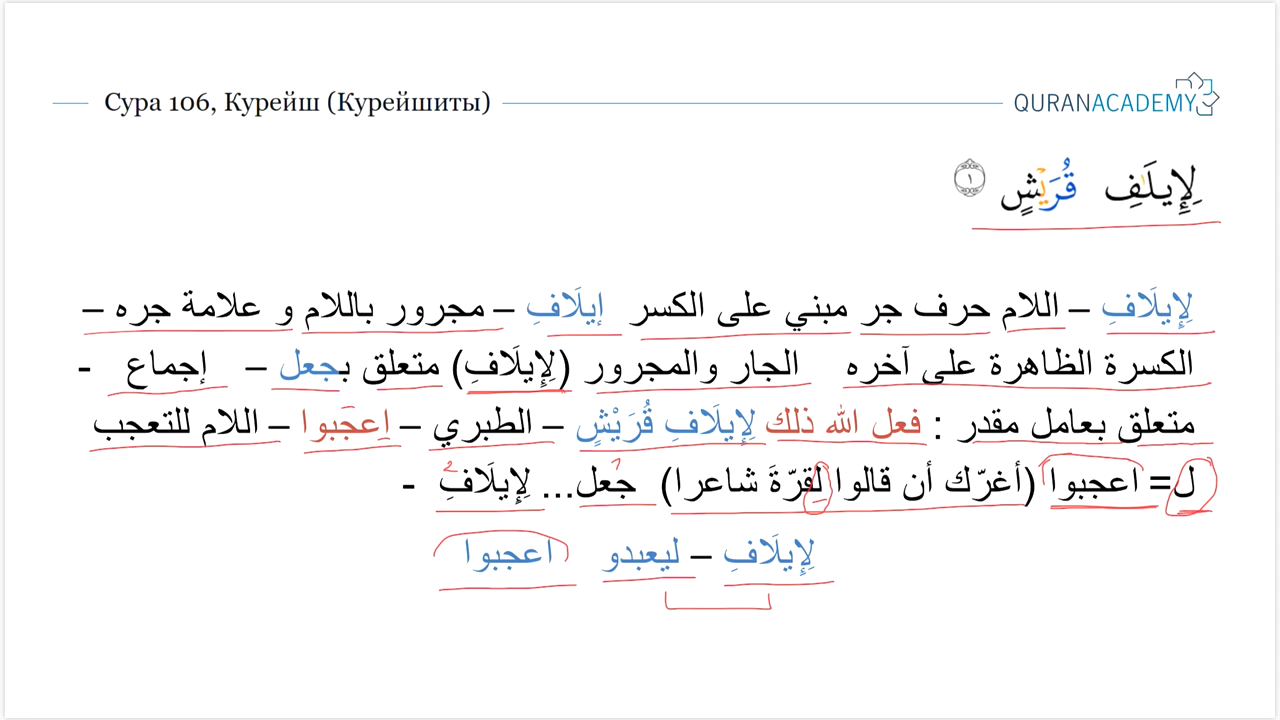 Сура 106, Курейш (Курейшиты)
QURANACADEMY
لِإِيلَٰفِ قُرَيْشٍ ١
لِإِيلَافِ – اللام حرف جر مبني على الكسر إيلَافِ – مجرور باللام و علامة جره –
الكسرة الظاهرة على آخره الجار والمجرور (لِإِيلَافِ) متعلق بجعل – إجماع -
متعلق بعامل مقدر : فعل الله ذلك لِإِيلَافِ قُرَيْشٍ – الطبري – اِعجَبوا – اللام للتعجب
ل = اعجبوا (أغرّك أن قالوا لِقرّةَ شاعرا) جعل... لِإِيلَافِ -
لِإِيلَافِ – ليعبدو اعجبوا